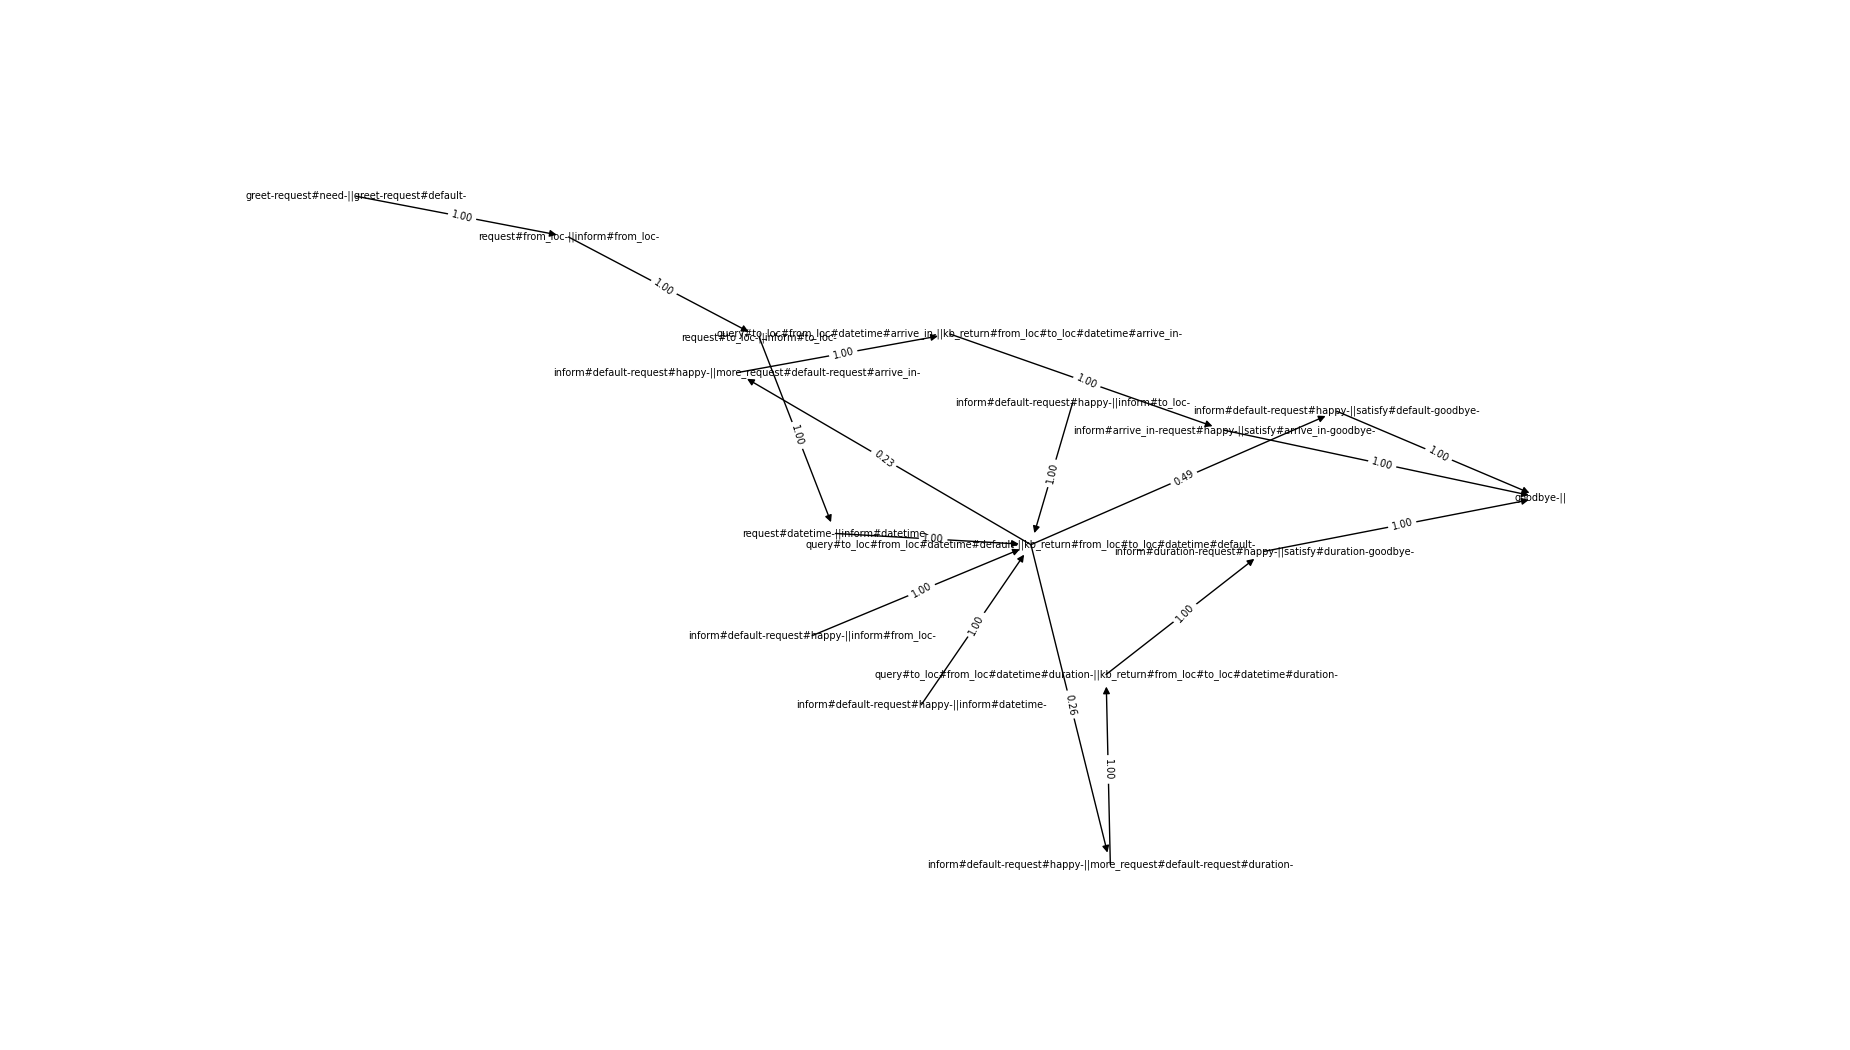 greet-request#need-||greet-request#default-
1.00
request#from_loc-||inform#from_loc-
1.00
query#to_loc#from_loc#datetime#arrive_in-||kb_return#from_loc#to_loc#datetime#arrive_in-
request#to_loc-||inform#to_loc-
1.00
inform#default-request#happy-||more_request#default-request#arrive_in-
1.00
inform#default-request#happy-||inform#to_loc-
inform#default-request#happy-||satisfy#default-goodbye-
inform#arrive_in-request#happy-||satisfy#arrive_in-goodbye-
1.00
1.00
0.23
1.00
1.00
0.49
goodbye-||
1.00
request#datetime-||inform#datetime-
1.00
query#to_loc#from_loc#datetime#default-||kb_return#from_loc#to_loc#datetime#default-
inform#duration-request#happy-||satisfy#duration-goodbye-
1.00
1.00
1.00
inform#default-request#happy-||inform#from_loc-
query#to_loc#from_loc#datetime#duration-||kb_return#from_loc#to_loc#datetime#duration-
inform#default-request#happy-||inform#datetime-
0.26
1.00
inform#default-request#happy-||more_request#default-request#duration-